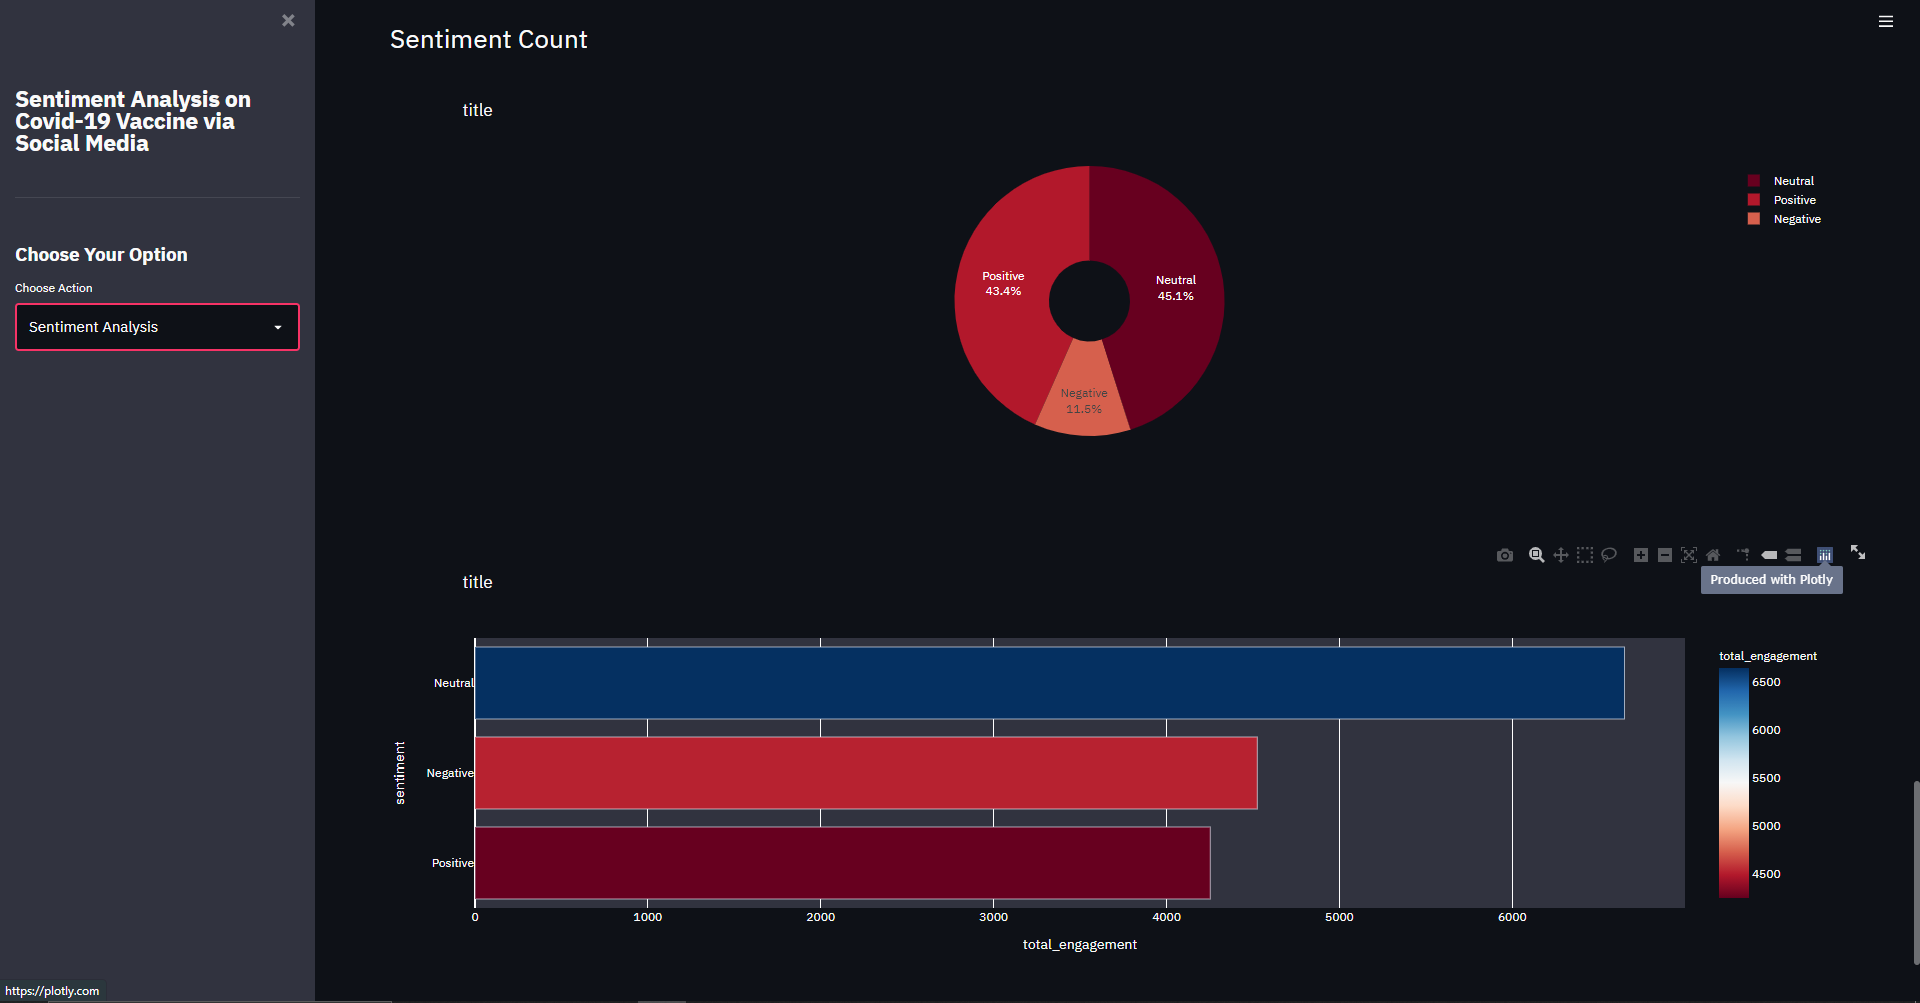 Sentiment Analysis on
Covid-19 Vaccine via
Social Media
Choose Your Option
Choose Action
Sentiment Analysis
Sentiment Count
title
Neutral
Positive
Negative
Positive
43.4%
Neutral
45.1%
Negative
11.5%
Produced with Plotly
title
total_engagement
6500
6000
5500
5000
4500
sentiment
Neutral
Negative
Positive
0 1000 2000 3000 4000 5000 6000
total_engagement
https://plotly.com